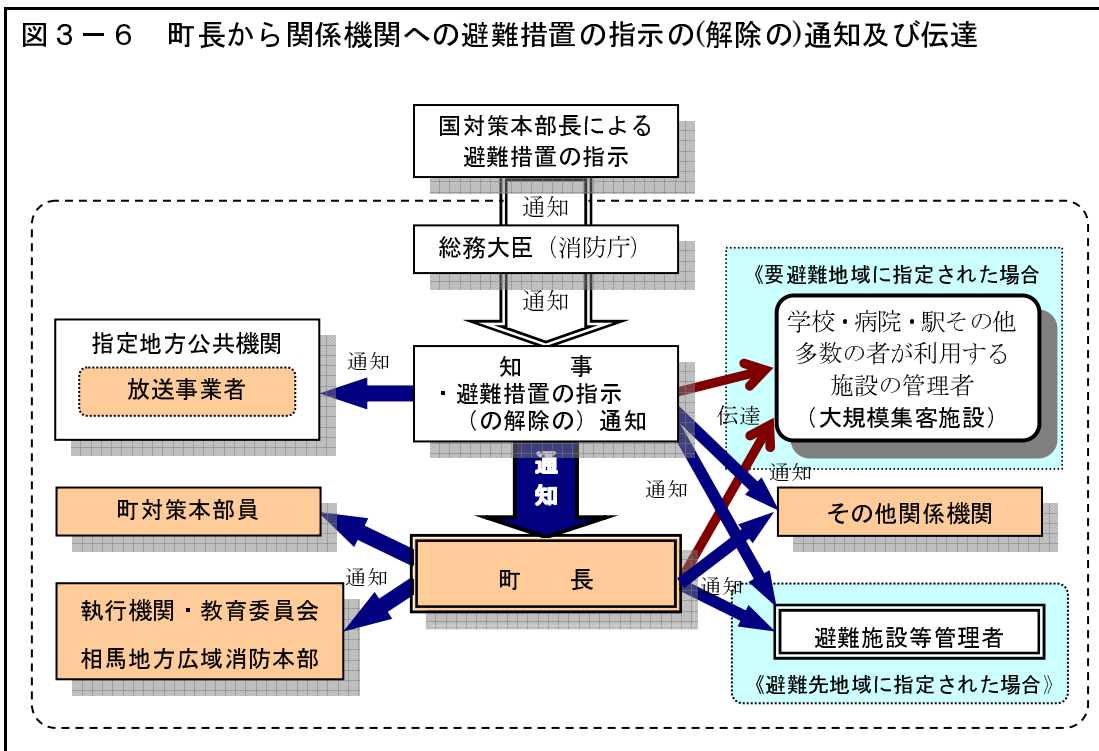 図3－6　町長から関係機関への避難措置の指示の(解除の)通知及び伝達
国対策本部長による
避難措置の指示
通知
総務大臣（消防庁）
通知
《要避難地域に指定された場合
学校・病院・駅その他
多数の者が利用する
施設の管理者
（大規模集客施設）
指定地方公共機関
放送事業者
通知
知　　事
・避難措置の指示
（の解除の）通知
伝達
通知
通知
通知
町対策本部員
その他関係機関
町　　長
通知
通知
執行機関・教育委員会
相馬地方広域消防本部
避難施設等管理者
《避難先地域に指定された場合》